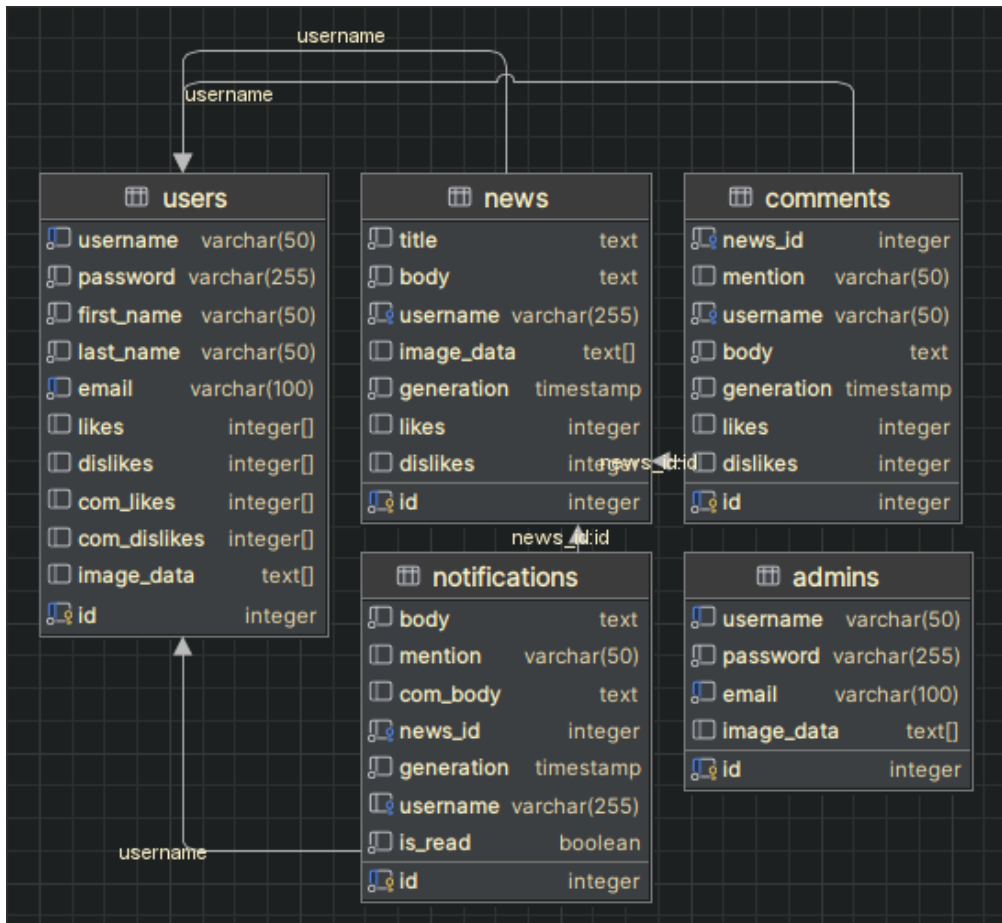 username
username
users
username varchar(50)
password varchar(255)
first_name varchar(50)
last_name varchar(50)
email varchar(100)
likes integer[]
dislikes integer[]
com_likes integer[]
com_dislikes integer[]
image_data text[]
id integer
news
title text
body text
username varchar(255)
image_data text[]
generation timestamp
likes integer
dislikes integer
id integer
comments
news_id integer
mention varchar(50)
username varchar(50)
body text
generation timestamp
likes integer
dislikes integer
id integer
news_id:id
news_id:id
notifications
body text
mention varchar(50)
com_body text
news_id integer
generation timestamp
username varchar(255)
is_read boolean
id integer
admins
username varchar(50)
password varchar(255)
email varchar(100)
image_data text[]
id integer
username